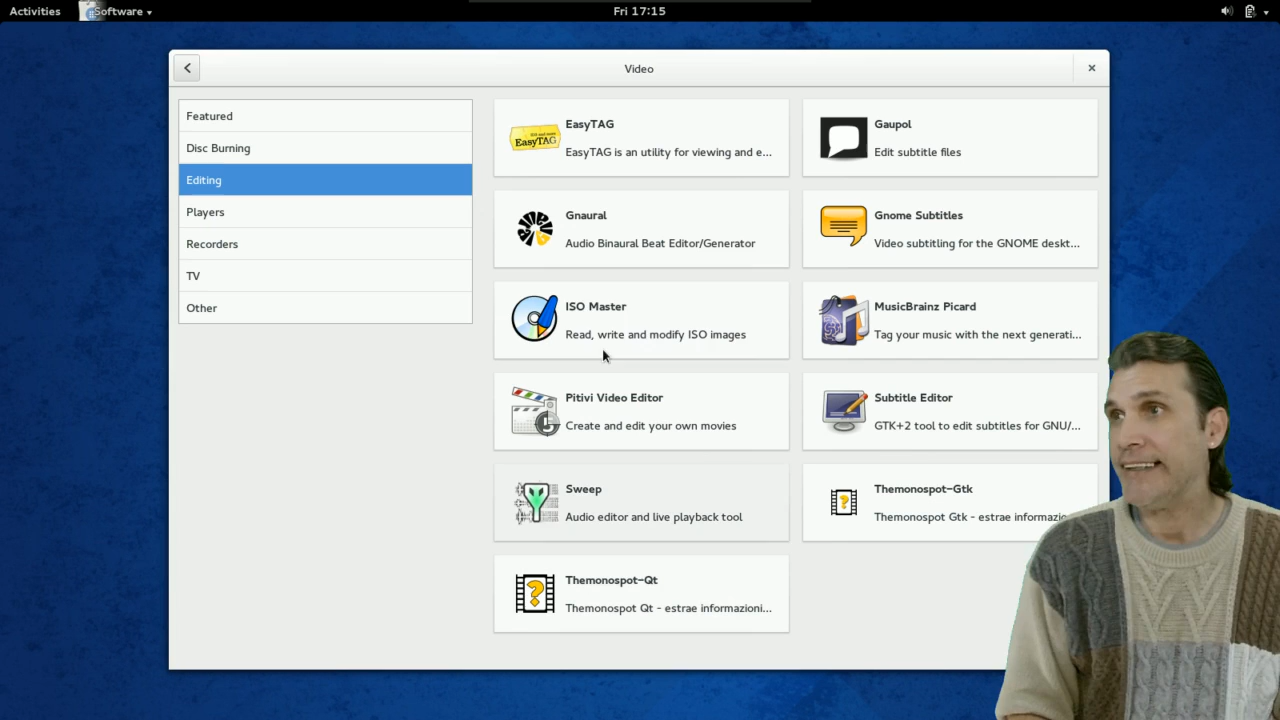 Activities
Software
Fri 17:15
Video
Featured
Disc Burning
Editing
Players
Recorders
TV
Other
EasyTAG
EasyTAG
EasyTAG is an utility for viewing and e...
Gaupol
Edit subtitle files
Gnaural
Audio Binaural Beat Editor/Generator
Gnome Subtitles
Video subtitling for the GNOME deskt...
ISO Master
Read, write and modify ISO images
MusicBrainz Picard
Tag your music with the next generati...
Pitivi Video Editor
Create and edit your own movies
Subtitle Editor
GTK+2 tool to edit subtitles for GNU/...
Sweep
Audio editor and live playback tool
Themonospot-Gtk
Themonospot Gtk - estrae informazio
Themonospot-Qt
Themonospot Qt - estrae informazioni...